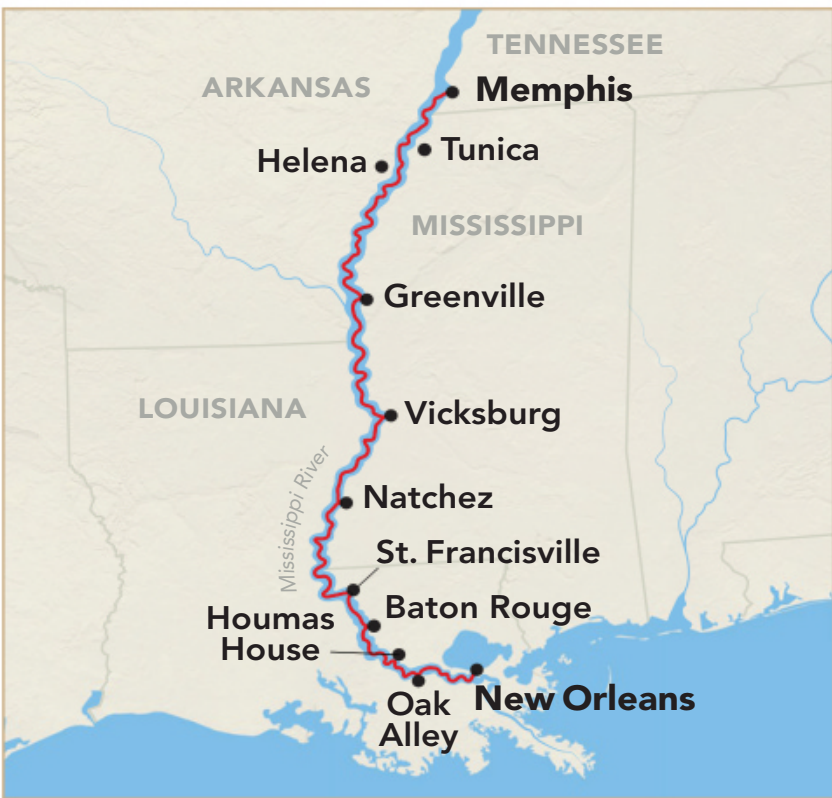 TENNESSEE
ARKANSAS
Memphis
Tunica
Helena
MISSISSIPPI
Greenville
LOUISIANA
Vicksburg
Mississippi River
Natchez
St. Francisville
Baton Rouge
Houmas
House
New Orleans
Oak
Alley